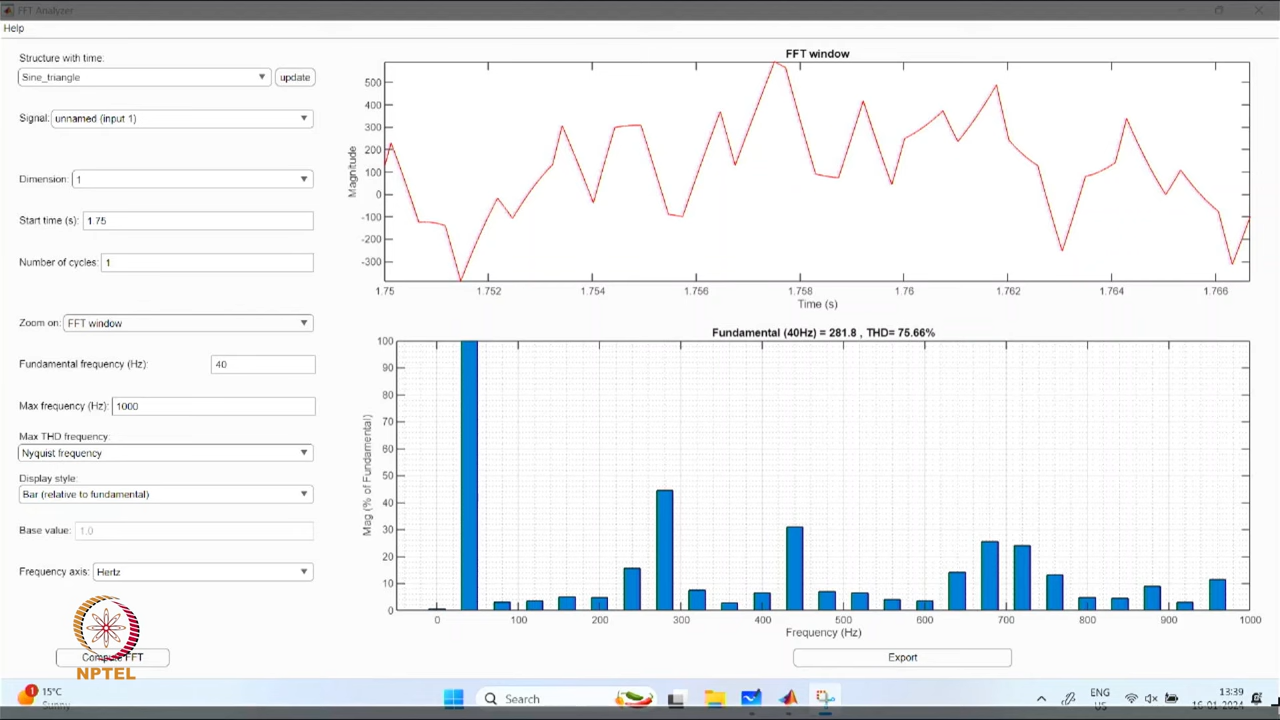 FFT Analyzer
Help
Structure with time:
Sine_triangle
update
Signal: unnamed (input 1)
Dimension: 1
Start time (s): 1.75
Number of cycles: 1
Zoom on: FFT window
Fundamental frequency (Hz): 40
Max frequency (Hz): 1000
Max THD frequency:
Nyquist frequency
Display style:
Bar (relative to fundamental)
Base value: 1.0
Frequency axis: Hertz
Compute FFT
NPTEL
FFT window
Magnitude
500
400
300
200
100
0
-100
-200
-300
1.75 1.752 1.754 1.756 1.758 1.76 1.762 1.764 1.766
Time (s)
Fundamental (40Hz) = 281.8 , THD= 75.66%
Mag (% of Fundamental)
100
90
80
70
60
50
40
30
20
10
0
0 100 200 300 400 500 600 700 800 900 1000
Frequency (Hz)
Export
1
15°C
Sunny
Search
ENG
US
13:39
16-01-2024